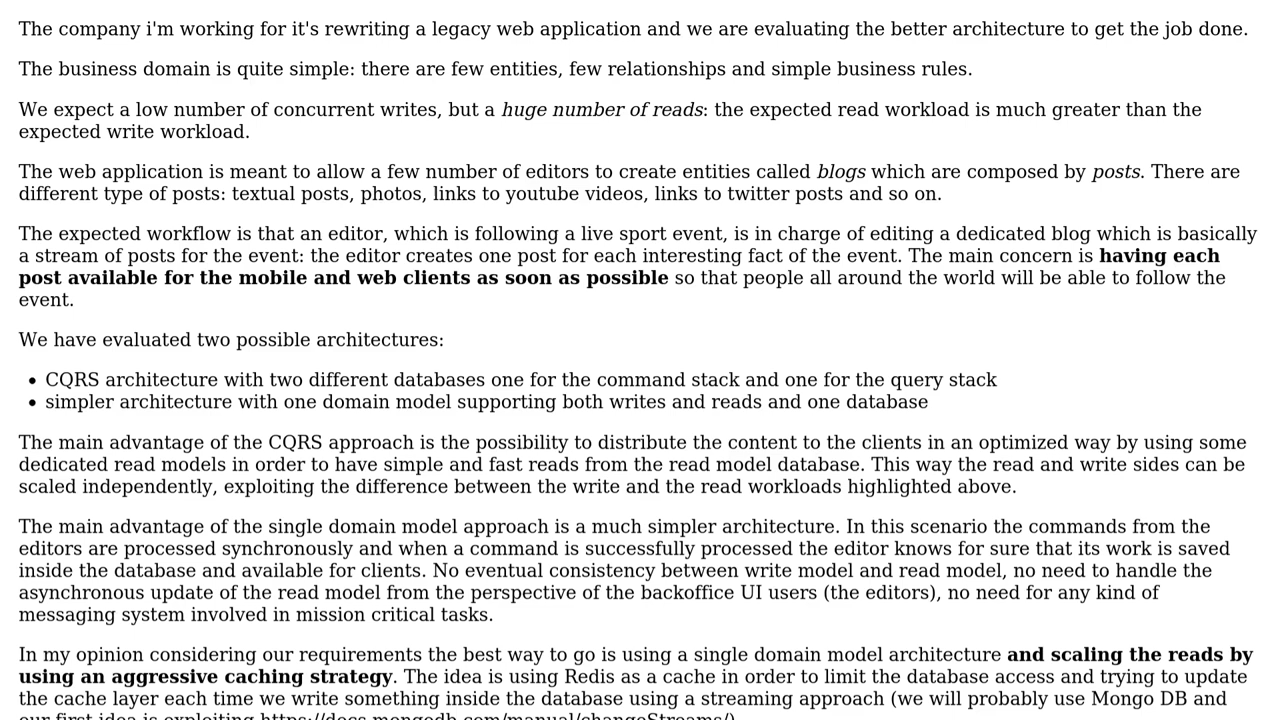 The company i'm working for it's rewriting a legacy web application and we are evaluating the better architecture to get the job done.
The business domain is quite simple: there are few entities, few relationships and simple business rules.
We expect a low number of concurrent writes, but a huge number of reads: the expected read workload is much greater than the
expected write workload.
The web application is meant to allow a few number of editors to create entities called blogs which are composed by posts. There are
different type of posts: textual posts, photos, links to youtube videos, links to twitter posts and so on.
The expected workflow is that an editor, which is following a live sport event, is in charge of editing a dedicated blog which is basically
a stream of posts for the event: the editor creates one post for each interesting fact of the event. The main concern is having each
post available for the mobile and web clients as soon as possible so that people all around the world will be able to follow the
event.
We have evaluated two possible architectures:
• CQRS architecture with two different databases one for the command stack and one for the query stack
• simpler architecture with one domain model supporting both writes and reads and one database
The main advantage of the CQRS approach is the possibility to distribute the content to the clients in an optimized way by using some
dedicated read models in order to have simple and fast reads from the read model database. This way the read and write sides can be
scaled independently, exploiting the difference between the write and the read workloads highlighted above.
The main advantage of the single domain model approach is a much simpler architecture. In this scenario the commands from the
editors are processed synchronously and when a command is successfully processed the editor knows for sure that its work is saved
inside the database and available for clients. No eventual consistency between write model and read model, no need to handle the
asynchronous update of the read model from the perspective of the backoffice UI users (the editors), no need for any kind of
messaging system involved in mission critical tasks.
In my opinion considering our requirements the best way to go is using a single domain model architecture and scaling the reads by
using an aggressive caching strategy. The idea is using Redis as a cache in order to limit the database access and trying to update
the cache layer each time we write something inside the database using a streaming approach (we will probably use Mongo DB and
our first idea is exploiting https://docs.mongodb.com/manual/changeStreams/)